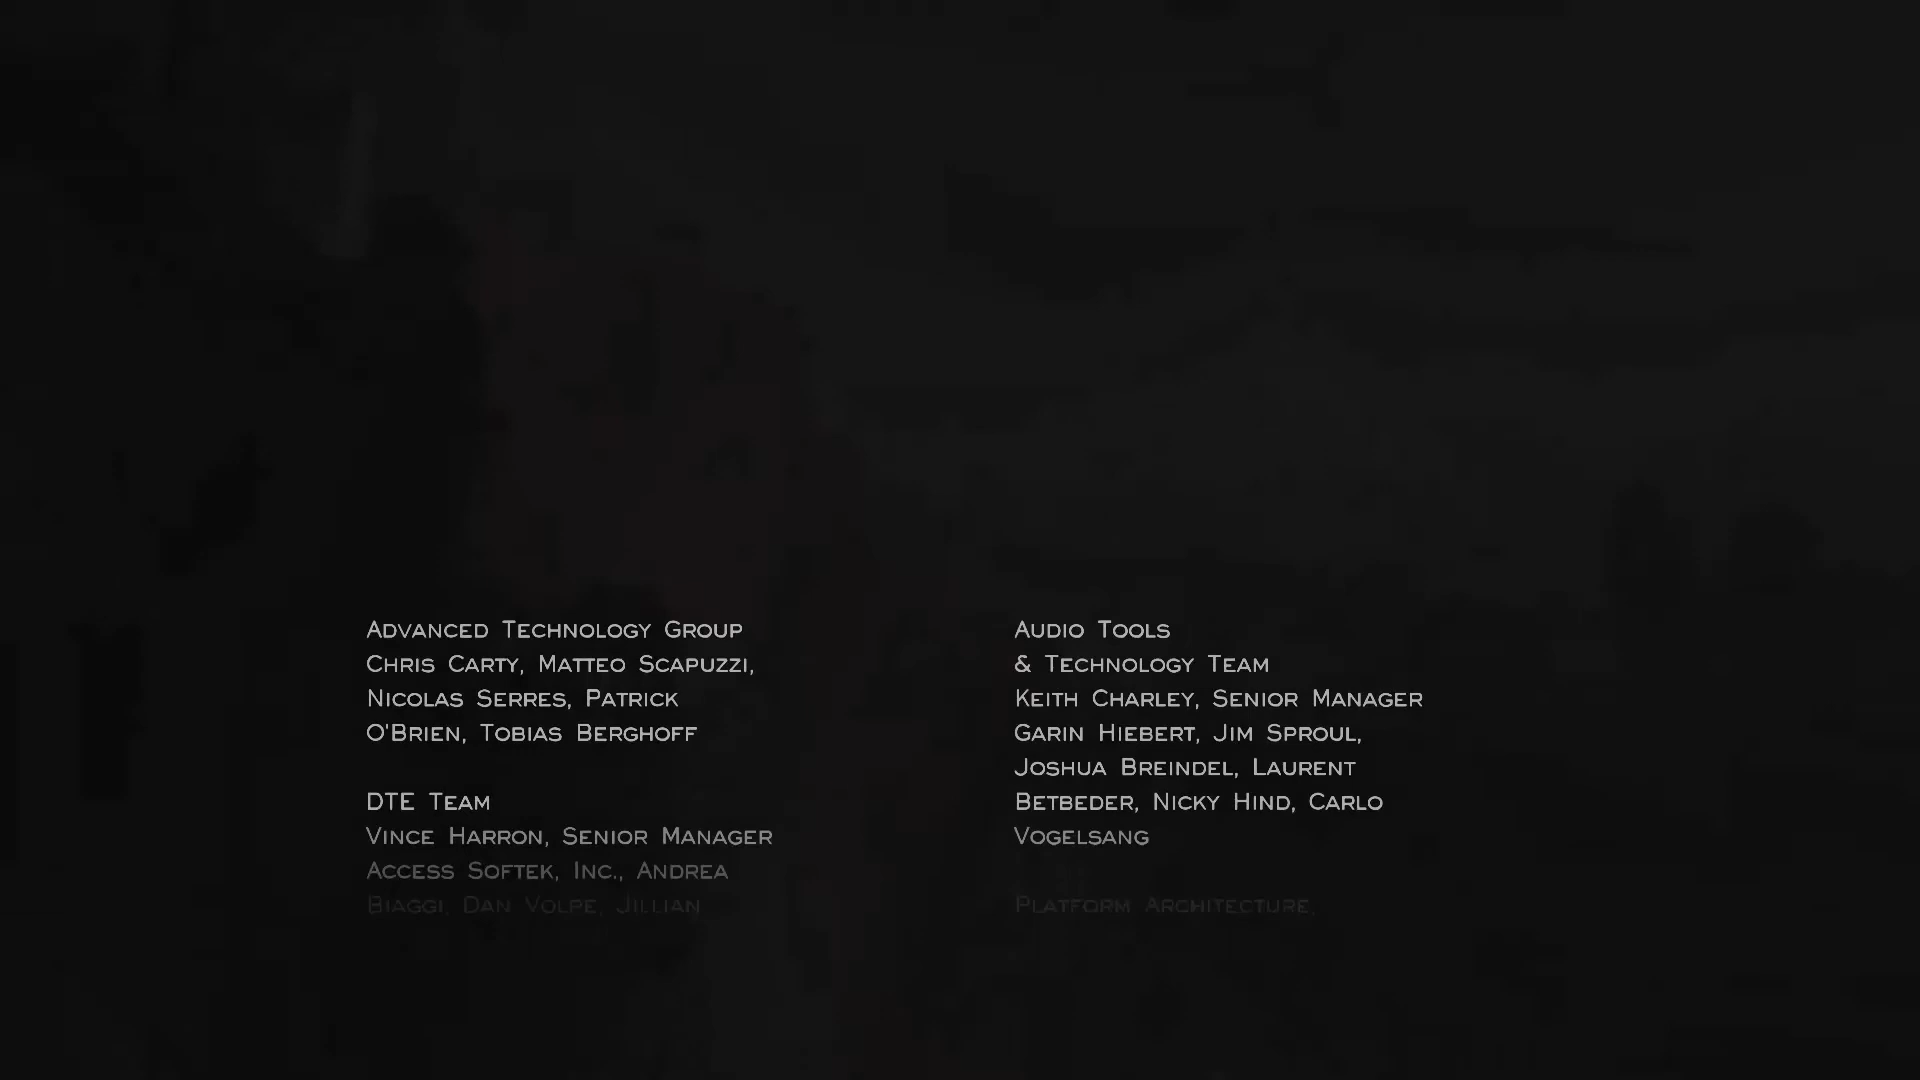 Advanced Technology Group
Chris Carty, Matteo Scapuzzi,
Nicolas Serres, Patrick
O'Brien, Tobias Berghoff
DTE Team
Vince Harron, Senior Manager
Access Softek, Inc., Andrea
Biaggi, Dan Volpe, Jillian
Audio Tools
& Technology Team
Keith Charley, Senior Manager
Garin Hiebert, Jim Sproul,
Joshua Breindel, Laurent
Betbeder, Nicky Hind, Carlo
Vogelsang
Platform Architecture,